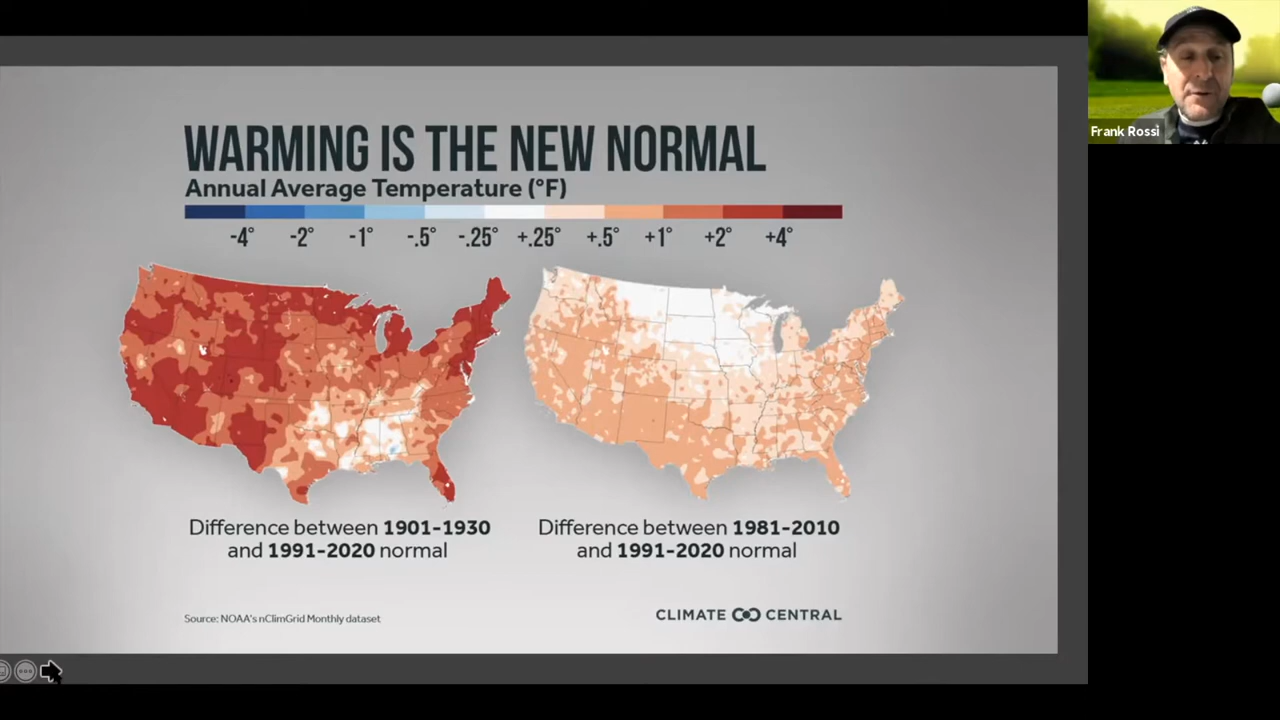 WARMING IS THE NEW NORMAL
Annual Average Temperature (°F)
-4° -2° -1° -.5° -.25° +.25° +.5° +1° +2° +4°
Difference between 1901-1930
and 1991-2020 normal
Difference between 1981-2010
and 1991-2020 normal
Source: NOAA's nClimGrid Monthly dataset
CLIMATE CENTRAL
Frank Rossi